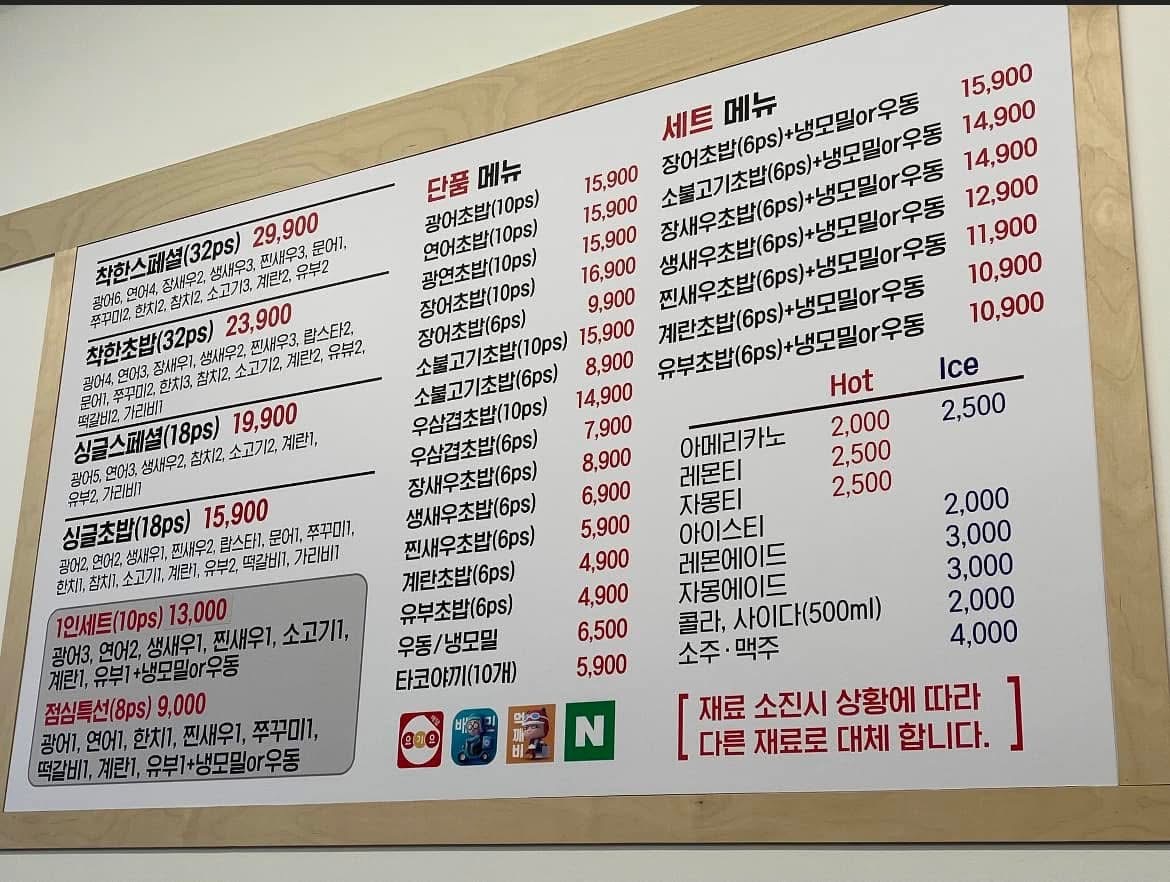 착한스페셜(32ps) 29,900
광어6, 연어4, 장새우2, 생새우3, 찐새우3, 문어1,
쭈꾸미2, 한치2, 참치2, 소고기3, 계란2, 유부2
착한초밥(32ps) 23,900
광어4, 연어3, 장새우1, 생새우2, 찐새우3, 랍스타2,
문어1, 쭈꾸미2, 한치3, 참치2, 소고기2, 계란2, 유뷰2,
떡갈비2, 가리비1
싱글스페셜(18ps) 19,900
광어5, 연어3, 생새우2, 참치2, 소고기2, 계란1,
유부2, 가리비1
싱글초밥(18ps) 15,900
광어2, 연어2, 생새우1, 찐새우2, 랍스타1, 문어1, 쭈꾸미1,
한치1, 참치1, 소고기1, 계란1, 유부2, 떡갈비1, 가리비1
1인세트(10ps) 13,000
광어3, 연어2, 생새우1, 찐새우1, 소고기1,
계란1, 유부1+냉모밀or우동
점심특선(8ps) 9,000
광어1, 연어1, 한치1, 찐새우1, 쭈꾸미1,
떡갈비1, 계란1, 유부1+냉모밀or우동
단품 메뉴
광어초밥(10ps) 15,900
연어초밥(10ps) 15,900
광연초밥(10ps) 15,900
장어초밥(10ps) 16,900
장어초밥(6ps) 9,900
소불고기초밥(10ps) 15,900
소불고기초밥(6ps) 8,900
우삼겹초밥(10ps) 14,900
우삼겹초밥(6ps) 7,900
장새우초밥(6ps) 8,900
생새우초밥(6ps) 6,900
찐새우초밥(6ps) 5,900
계란초밥(6ps) 4,900
유부초밥(6ps) 4,900
우동/냉모밀 6,500
타코야끼(10개) 5,900
요기요
먹깨비
N
세트 메뉴
장어초밥(6ps)+냉모밀or우동 15,900
소불고기초밥(6ps)+냉모밀or우동 14,900
장새우초밥(6ps)+냉모밀or우동 14,900
생새우초밥(6ps)+냉모밀or우동 12,900
찐새우초밥(6ps)+냉모밀or우동 11,900
계란초밥(6ps)+냉모밀or우동 10,900
유부초밥(6ps)+냉모밀or우동 10,900
Hot Ice
아메리카노 2,000 2,500
레몬티 2,500
자몽티 2,500
아이스티 2,000
레몬에이드 3,000
자몽에이드 3,000
콜라, 사이다(500ml) 2,000
소주·맥주 4,000
[ 재료 소진시 상황에 따라
다른 재료로 대체 합니다. ]